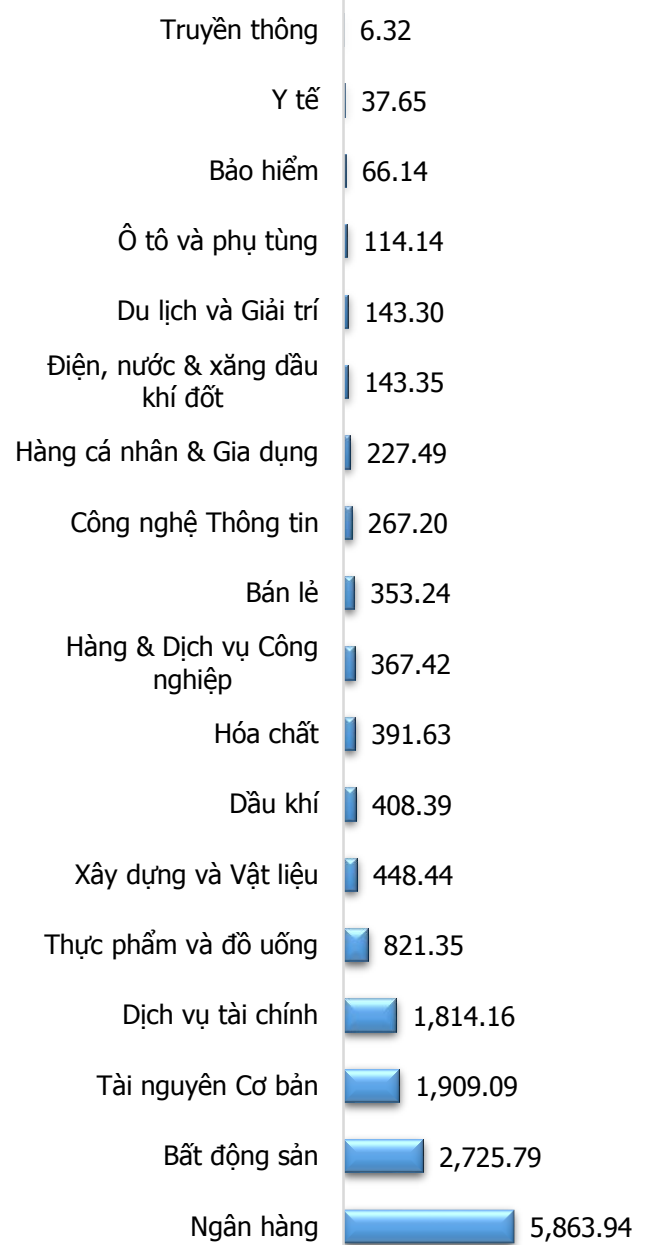 Truyền thông 6.32
Y tế 37.65
Bảo hiểm 66.14
Ô tô và phụ tùng 114.14
Du lịch và Giải trí 143.30
Điện, nước & xăng dầu
khí đốt 143.35
Hàng cá nhân & Gia dụng 227.49
Công nghệ Thông tin 267.20
Bán lẻ 353.24
Hàng & Dịch vụ Công
nghiệp 367.42
Hóa chất 391.63
Dầu khí 408.39
Xây dựng và Vật liệu 448.44
Thực phẩm và đồ uống 821.35
Dịch vụ tài chính 1,814.16
Tài nguyên Cơ bản 1,909.09
Bất động sản 2,725.79
Ngân hàng 5,863.94